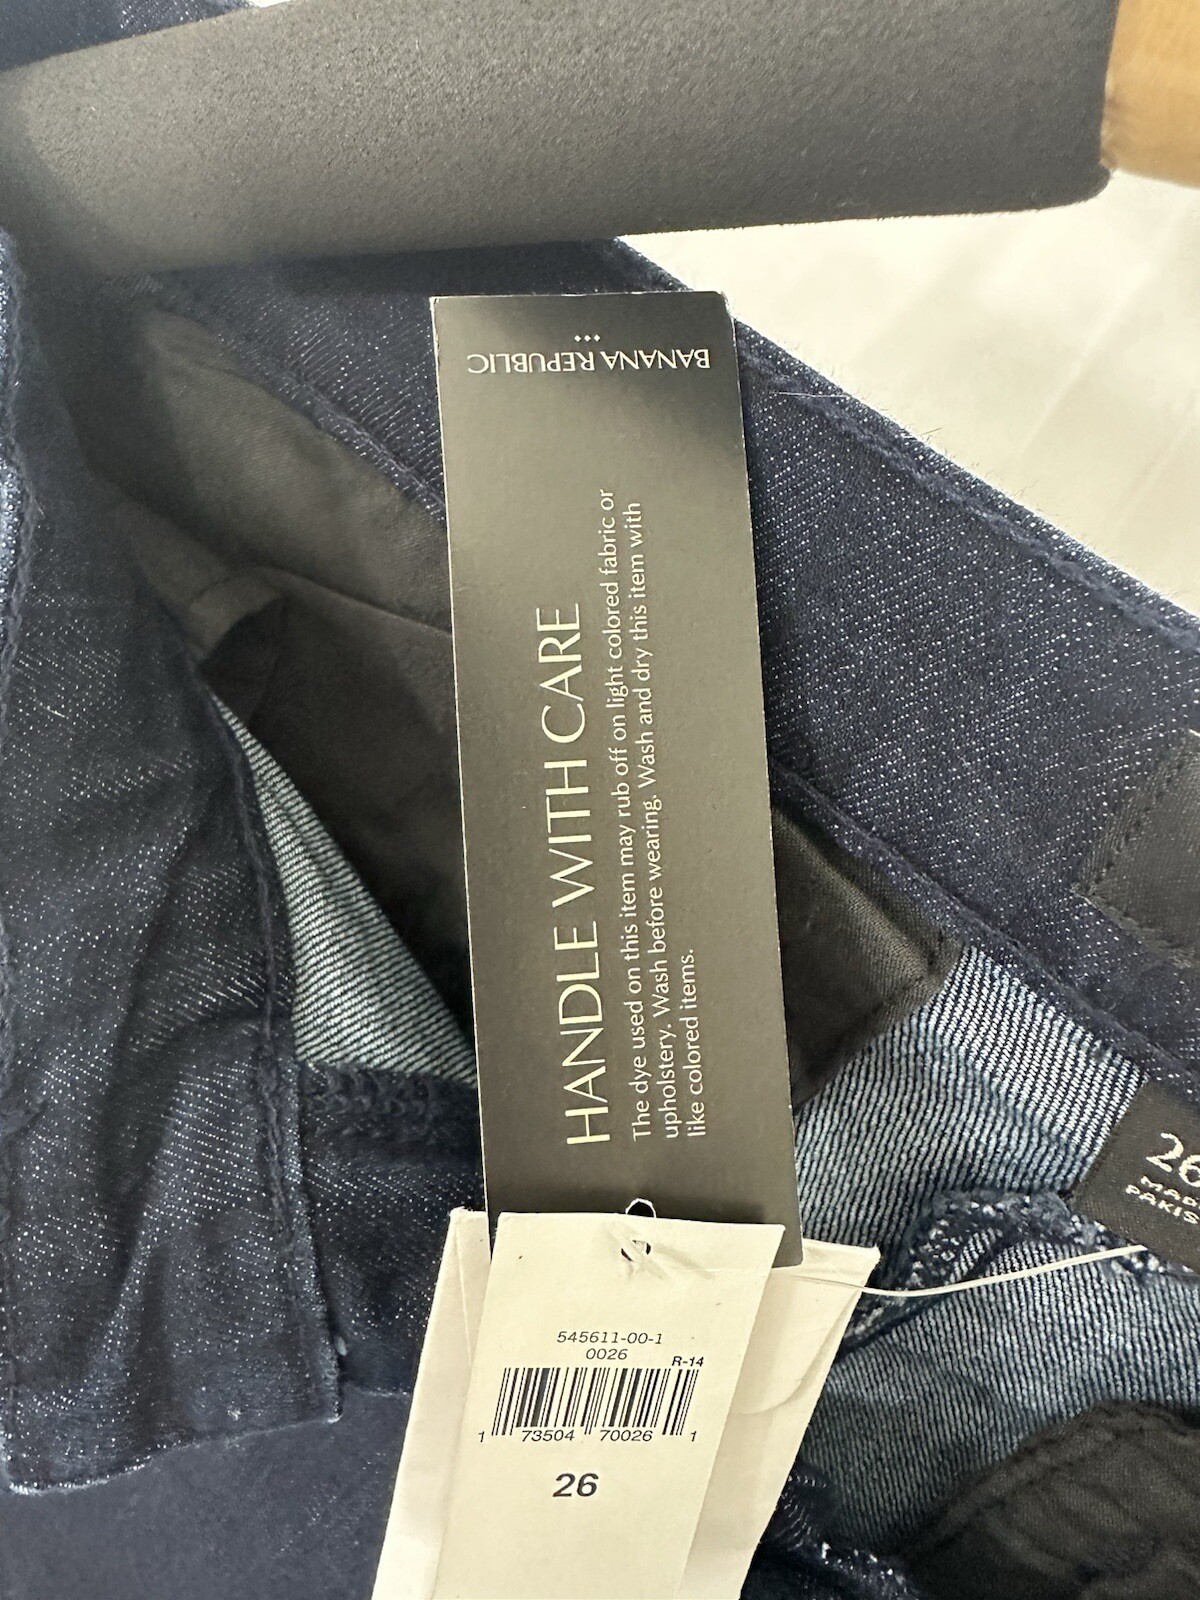 BANANA REPUBLIC
HANDLE WITH CARE
The dye used on this item may rub off on light colored fabric or
upholstery. Wash before wearing. Wash and dry this item with
like colored items.
26
545611-00-1
0026
R-14
1 73504 70026 1
26